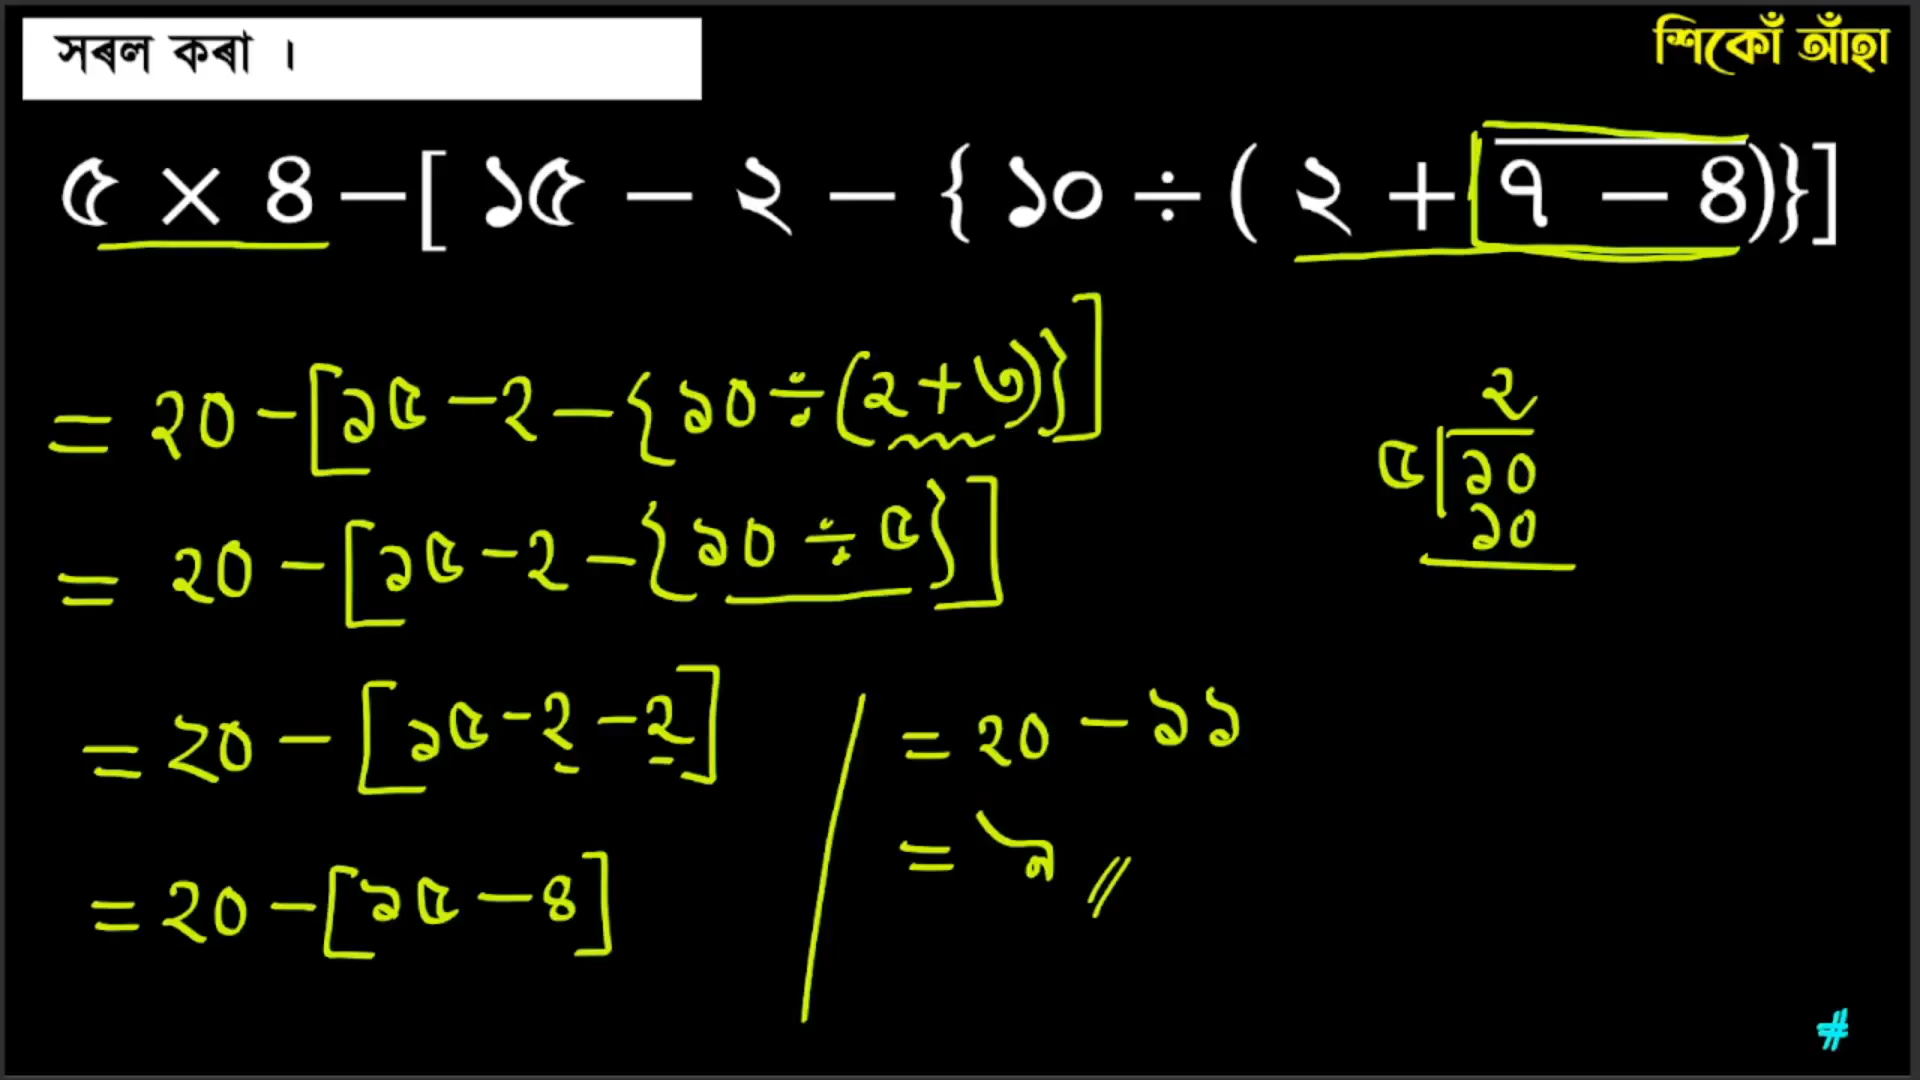 সৰল কৰা ।
শিকোঁ আঁহা
৫ × ৪ − [ ১৫ − ২ − { ১০ ÷ ( ২ + ৭ − ৪)}]
= ২০ − [১৫ − ২ − {১০ ÷ (২ + ৩)}]
= ২০ − [১৫ − ২ − {১০ ÷ ৫}]
= ২০ − [১৫ − ২ − ২]
= ২০ − [১৫ − ৪]
= ২০ − ১১
= ৯ //
২
৫ ১০
১০
#